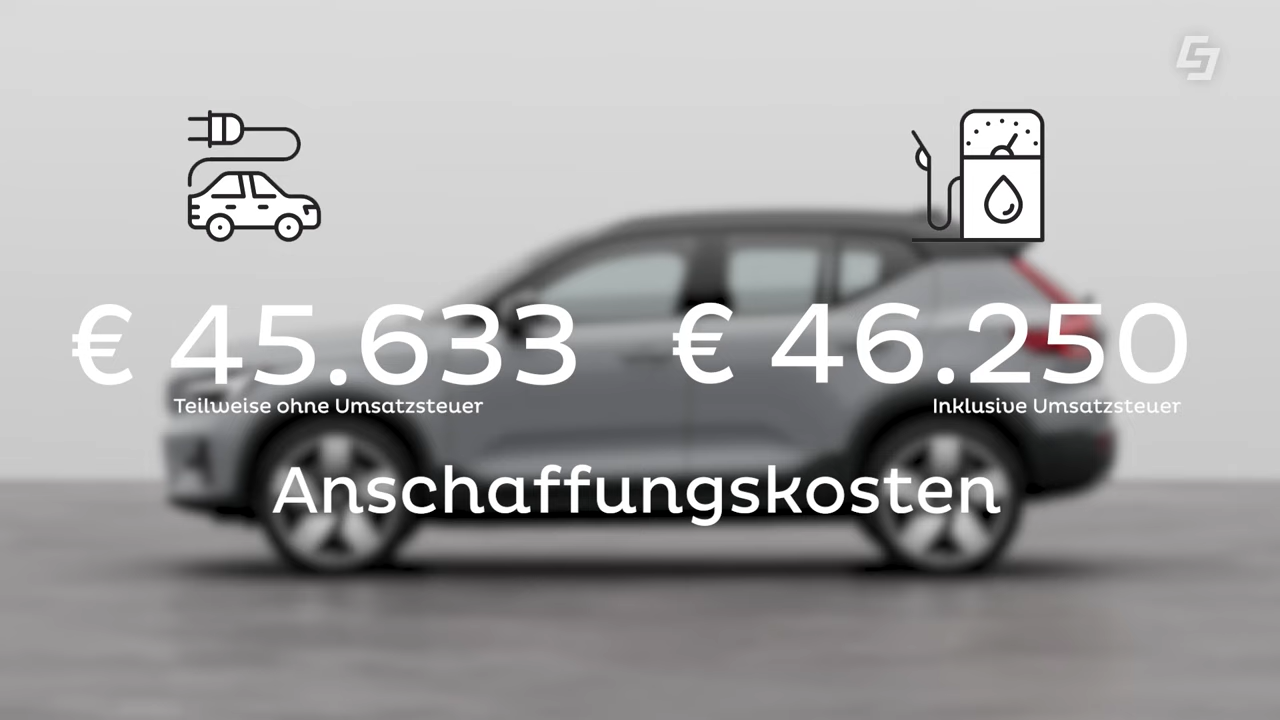 € 45.633 € 46.250
Teilweise ohne Umsatzsteuer Inklusive Umsatzsteuer
Anschaffungskosten